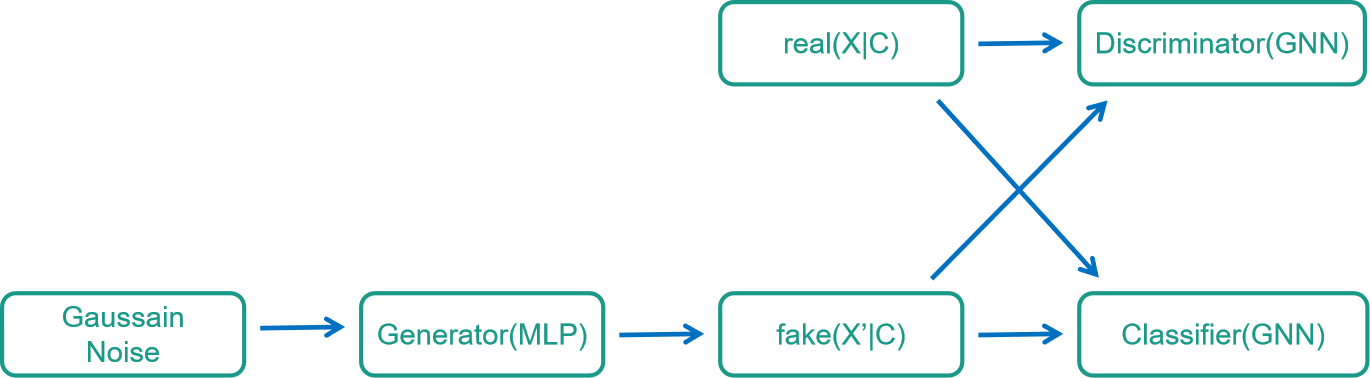 real(X|C)
Discriminator(GNN)
Gaussain
Noise
Generator(MLP)
fake(X’|C)
Classifier(GNN)